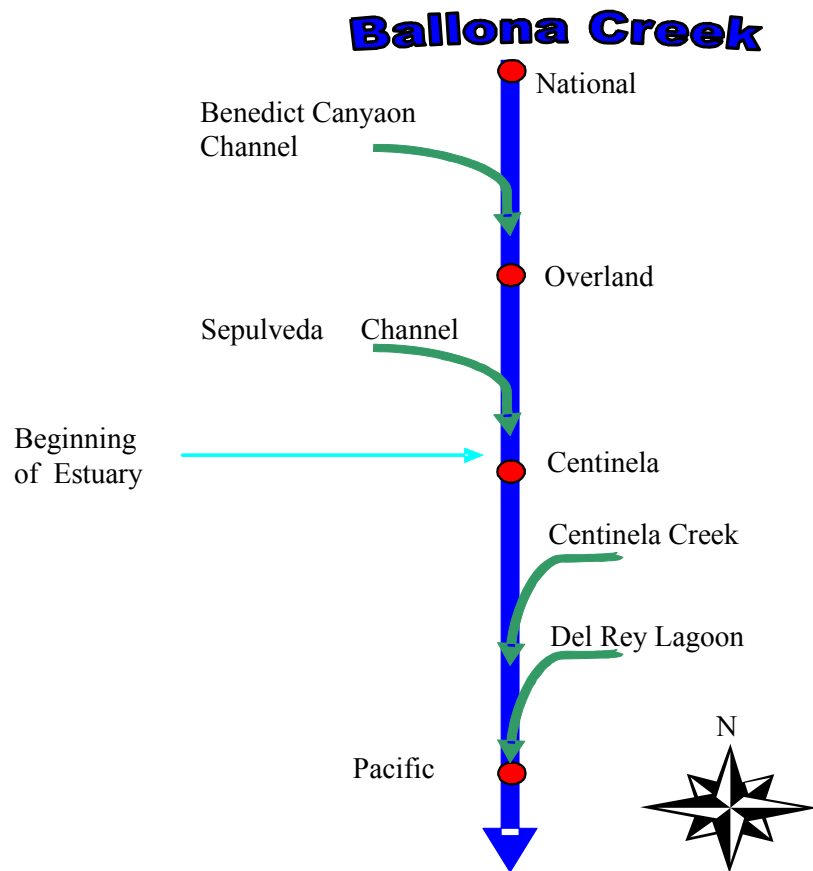 Ballona Creek
National
Benedict Canyaon
Channel
Overland
Sepulveda Channel
Beginning
of Estuary
Centinela
Centinela Creek
Del Rey Lagoon
N
Pacific